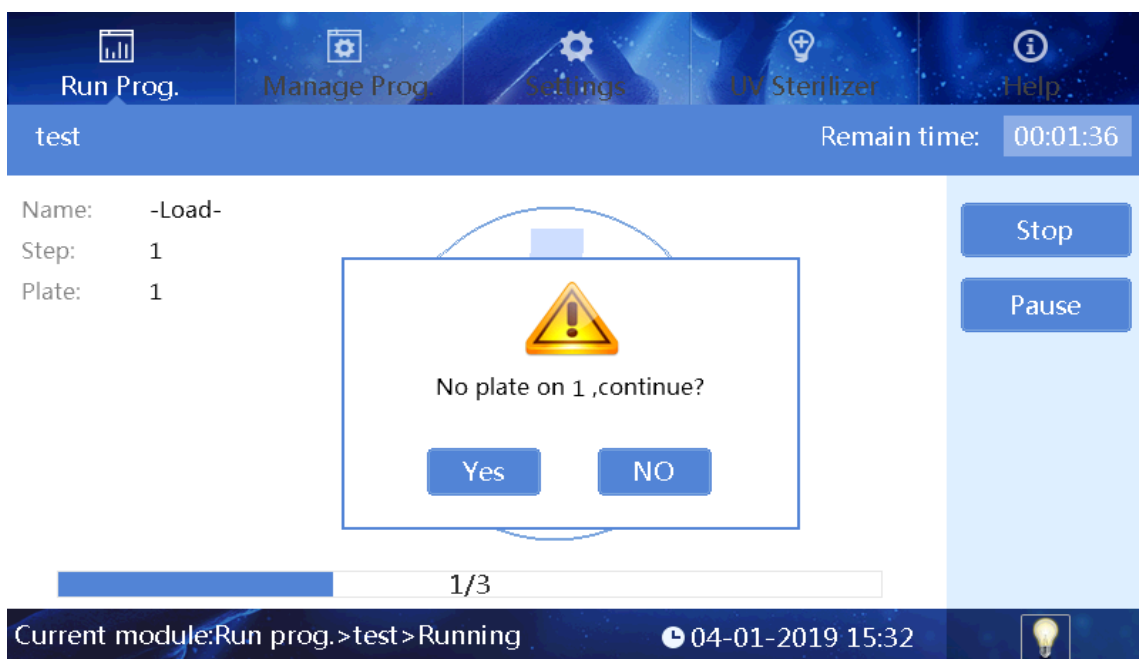 Run Prog. Manage Prog. Settings UV Sterilizer Help
test Remain time: 00:01:36
Name: -Load-
Step: 1
Plate: 1
Stop
Pause
No plate on 1 ,continue?
Yes NO
1/3
Current module:Run prog.>test>Running 04-01-2019 15:32